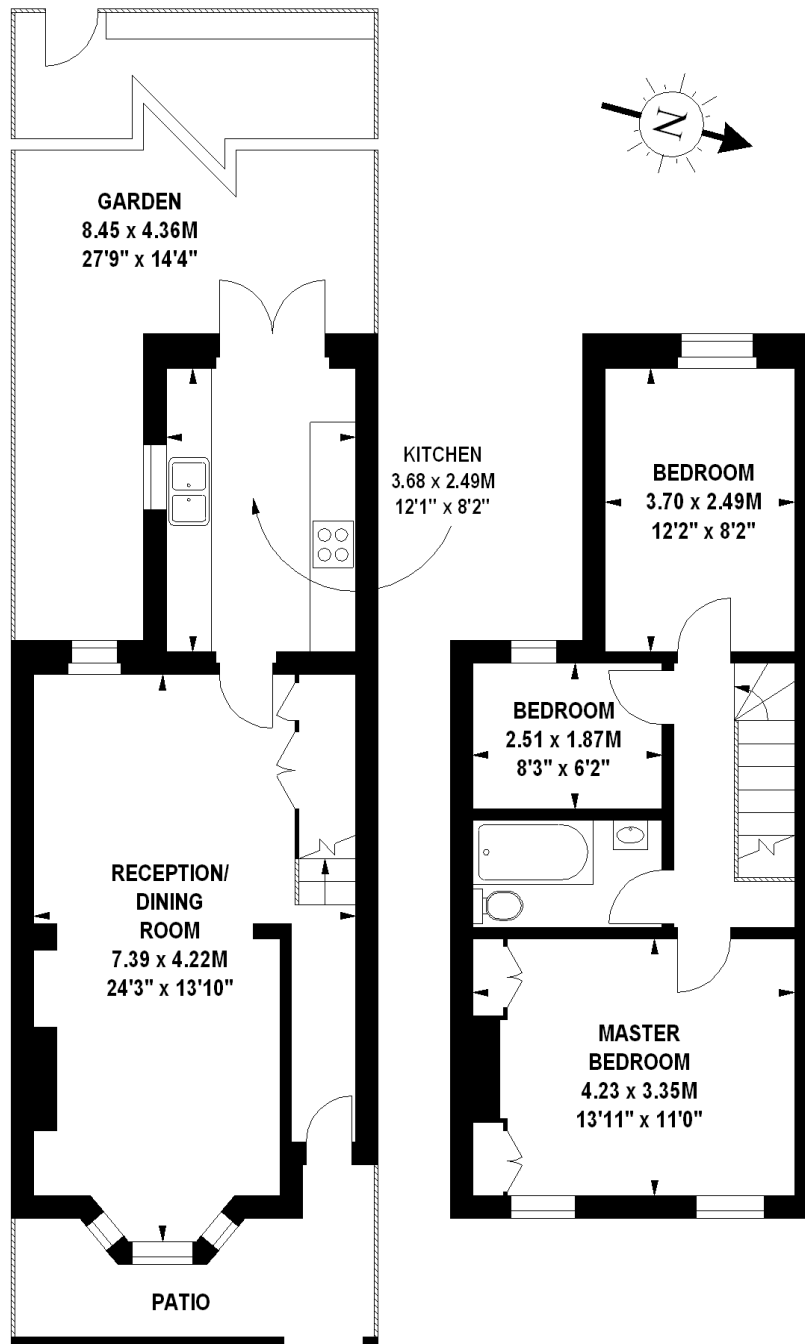 N
GARDEN
8.45 x 4.36M
27'9" x 14'4"
KITCHEN
3.68 x 2.49M
12'1" x 8'2"
BEDROOM
3.70 x 2.49M
12'2" x 8'2"
BEDROOM
2.51 x 1.87M
8'3" x 6'2"
RECEPTION/
DINING
ROOM
7.39 x 4.22M
24'3" x 13'10"
MASTER
BEDROOM
4.23 x 3.35M
13'11" x 11'0"
PATIO